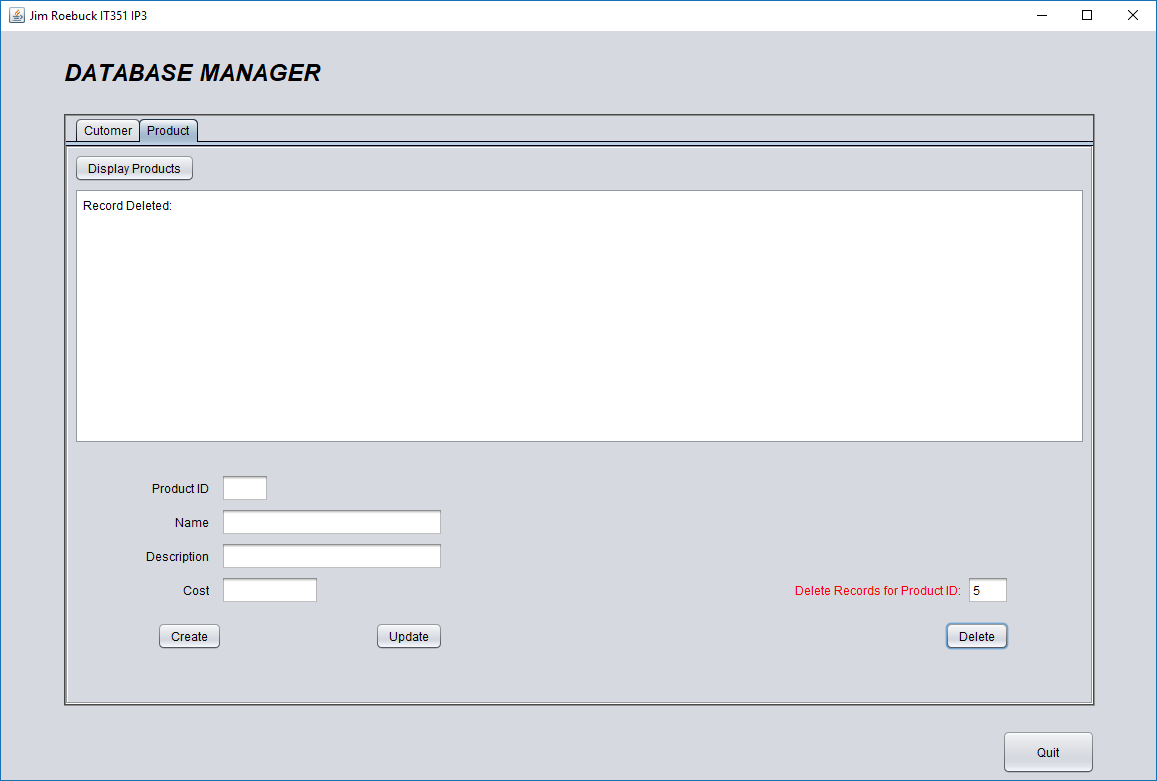 Jim Roebuck IT351 IP3
DATABASE MANAGER
Cutomer Product
Display Products
Record Deleted:
Product ID
Name
Description
Cost
Delete Records for Product ID: 5
Create Update Delete
Quit